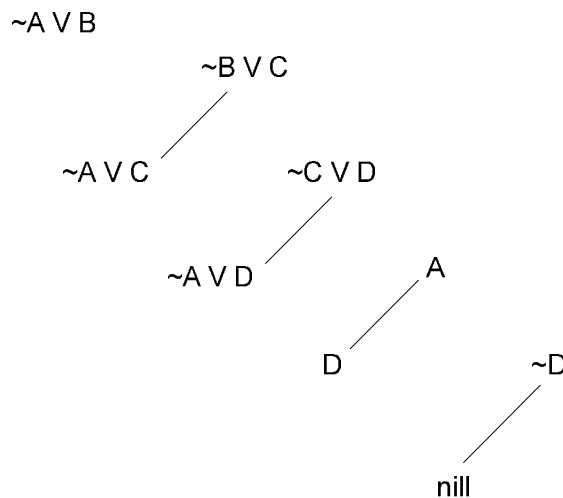 ~A V B
~B V C
~A V C ~C V D
~A V D A
D ~D
nill